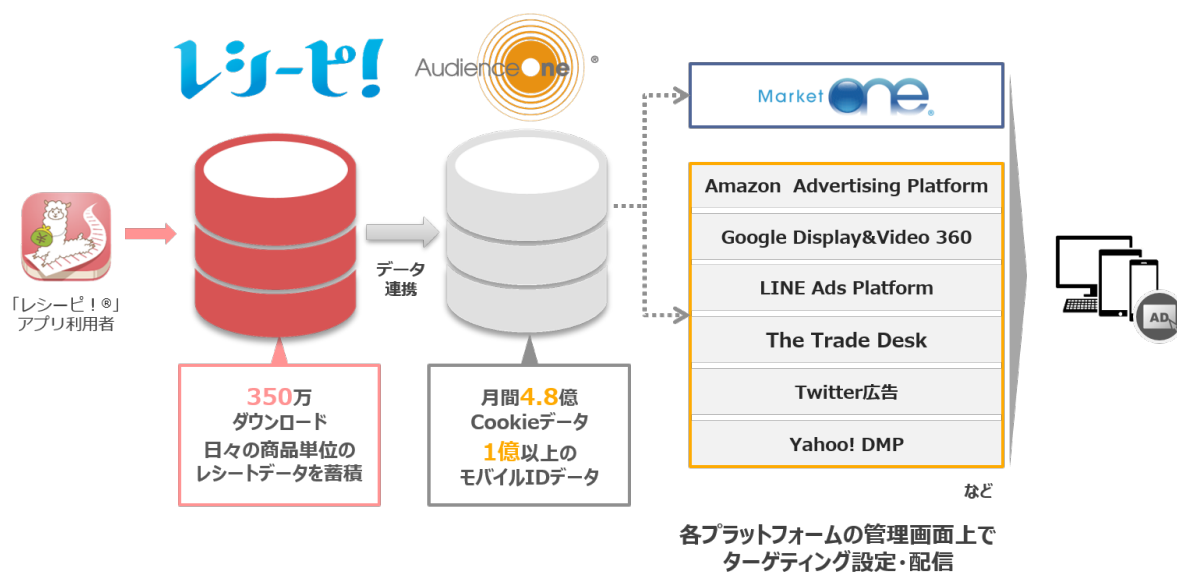 レシーピ!
AudienceOne ®
Market one ®
「レシーピ！®」
アプリ利用者
データ
連携
350万
ダウンロード
日々の商品単位の
レシートデータを蓄積
月間4.8億
Cookieデータ
1億以上の
モバイルIDデータ
Amazon Advertising Platform
Google Display&Video 360
LINE Ads Platform
The Trade Desk
Twitter広告
Yahoo! DMP
など
各プラットフォームの管理画面上で
ターゲティング設定・配信
AD